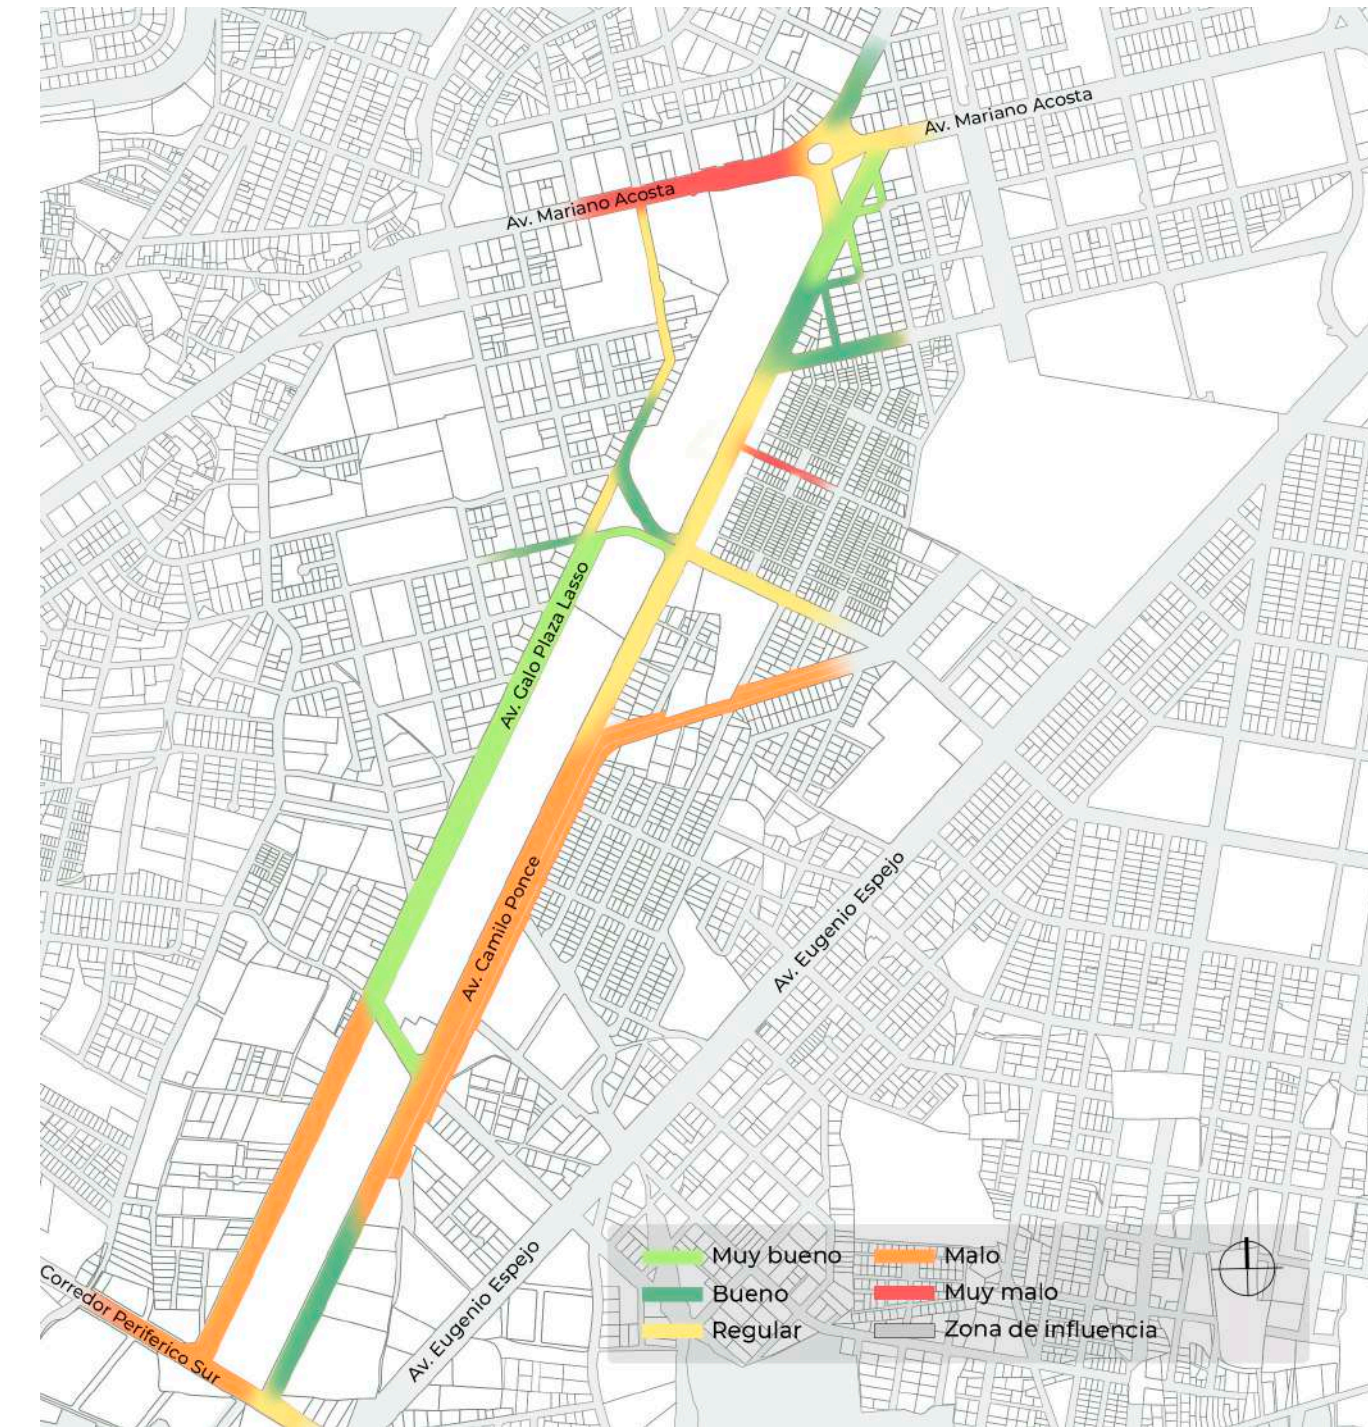 Av. Mariano Acosta
Av. Mariano Acosta
Av. Galo Plaza Lasso
Av. Camilo Ponce
Av. Eugenio Espejo
Av. Eugenio Espejo
Corredor Periferico Sur
Muy bueno
Malo
Bueno
Muy malo
Regular
Zona de influencia